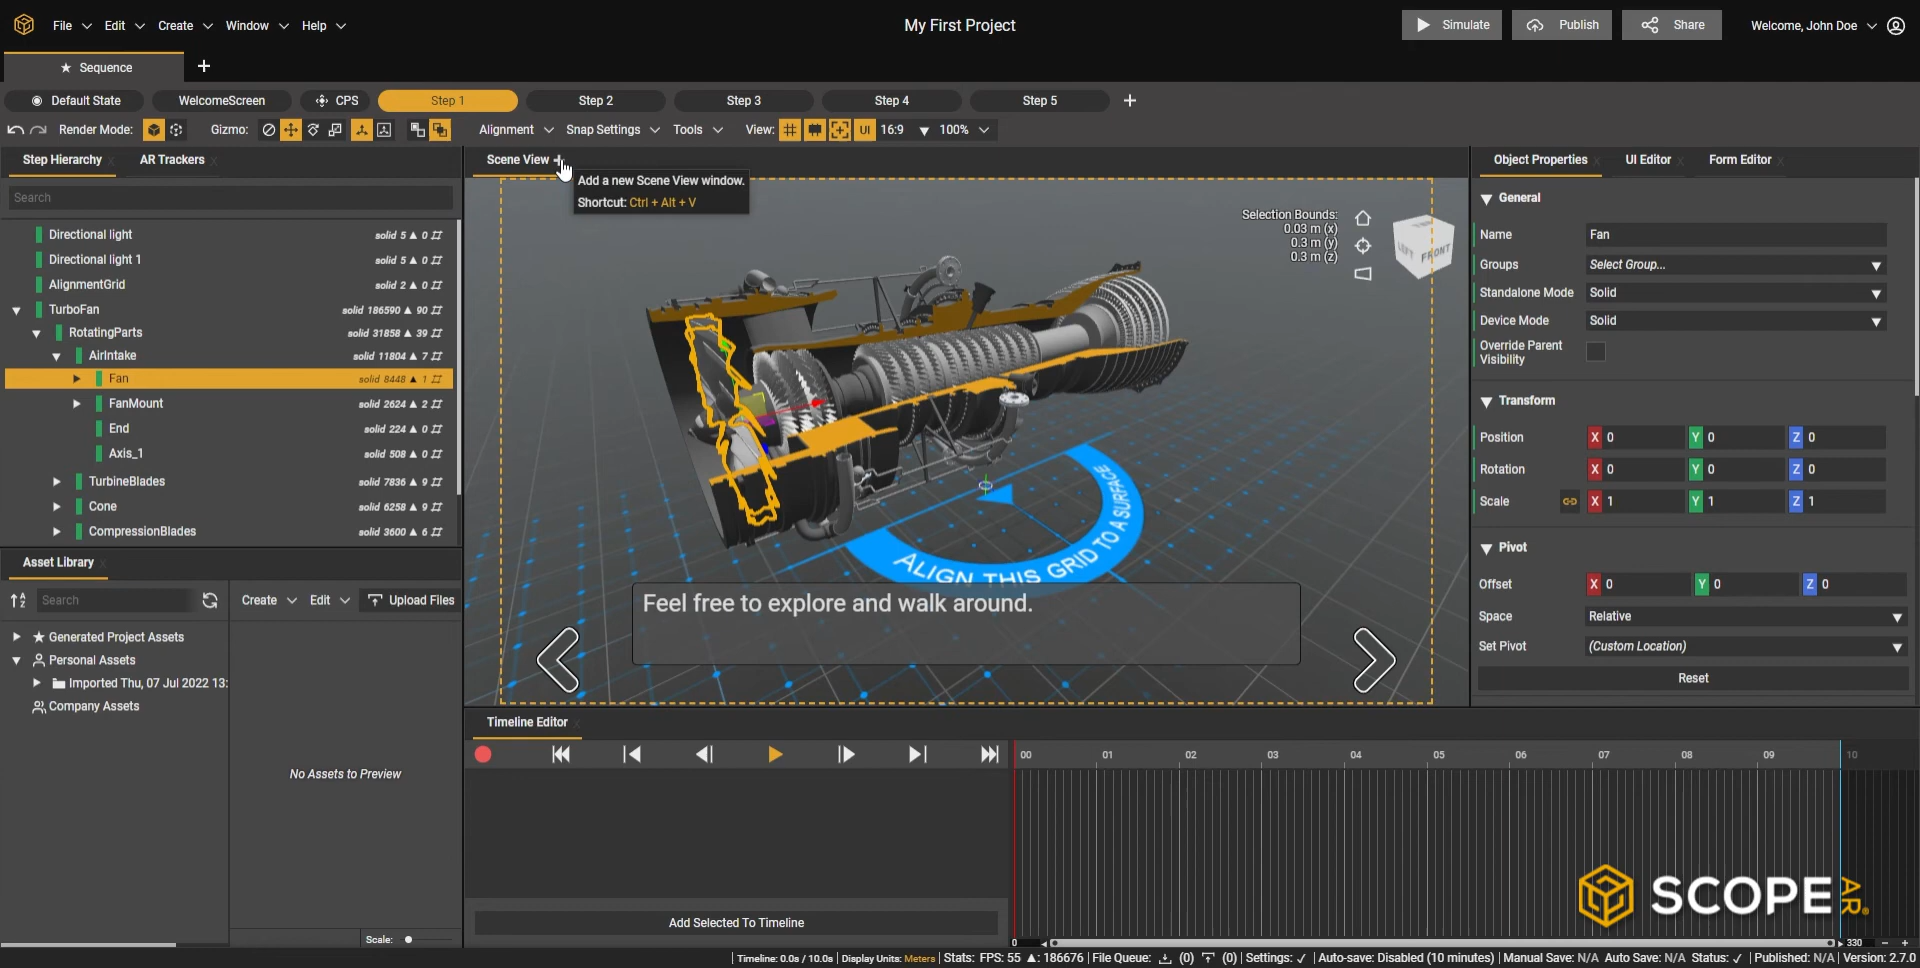 File Edit Create Window Help
My First Project
Simulate Publish Share Welcome, John Doe
★ Sequence +
Default State WelcomeScreen CPS Step 1 Step 2 Step 3 Step 4 Step 5 +
Render Mode: Gizmo: Alignment Snap Settings Tools View: UI 16:9 100%
Step Hierarchy AR Trackers
Search
Directional light solid 5 ▲ 0
Directional light 1 solid 5 ▲ 0
AlignmentGrid solid 2 ▲ 0
TurboFan solid 186590 ▲ 90
RotatingParts solid 31858 ▲ 39
AirIntake solid 11804 ▲ 7
Fan solid 8448 ▲ 1
FanMount solid 2624 ▲ 2
End solid 224 ▲ 0
Axis_1 solid 508 ▲ 0
TurbineBlades solid 7836 ▲ 9
Cone solid 6258 ▲ 9
CompressionBlades solid 3600 ▲ 6
Asset Library
Search
Create Edit Upload Files
★ Generated Project Assets
Personal Assets
Imported Thu, 07 Jul 2022 13:
Company Assets
No Assets to Preview
Scale:
Scene View +
Add a new Scene View window.
Shortcut: Ctrl + Alt + V
Selection Bounds:
0.03 m (x)
0.3 m (y)
0.3 m (z)
LEFT FRONT
ALIGN THIS GRID TO A SURFACE
Feel free to explore and walk around.
Timeline Editor
00 01 02 03 04 05 06 07 08 09 10
Add Selected To Timeline
0 330 - +
Object Properties UI Editor Form Editor
General
Name Fan
Groups Select Group...
Standalone Mode Solid
Device Mode Solid
Override Parent
Visibility
Transform
Position X 0 Y 0 Z 0
Rotation X 0 Y 0 Z 0
Scale X 1 Y 1 Z 1
Pivot
Offset X 0 Y 0 Z 0
Space Relative
Set Pivot (Custom Location)
Reset
SCOPE AR
Timeline: 0.0s / 10.0s | Display Units: Meters | Stats: FPS: 55 ▲: 186676 | File Queue: (0) (0) | Settings: ✓ | Auto-save: Disabled (10 minutes) | Manual Save: N/A Auto Save: N/A Status: ✓ | Published: N/A | Version: 2.7.0